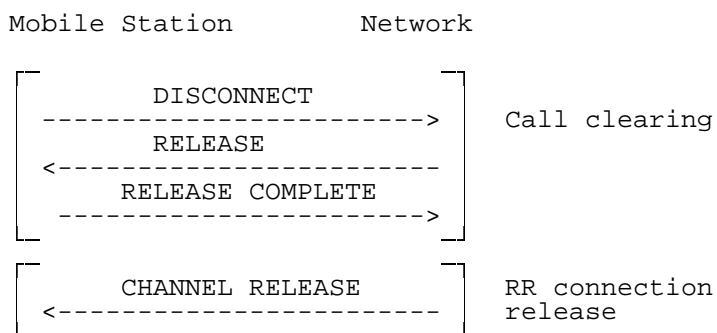 Mobile Station Network
DISCONNECT
-------------------------> Call clearing
RELEASE
<------------------------
RELEASE COMPLETE
----------------------->
CHANNEL RELEASE RR connection
<------------------------ release